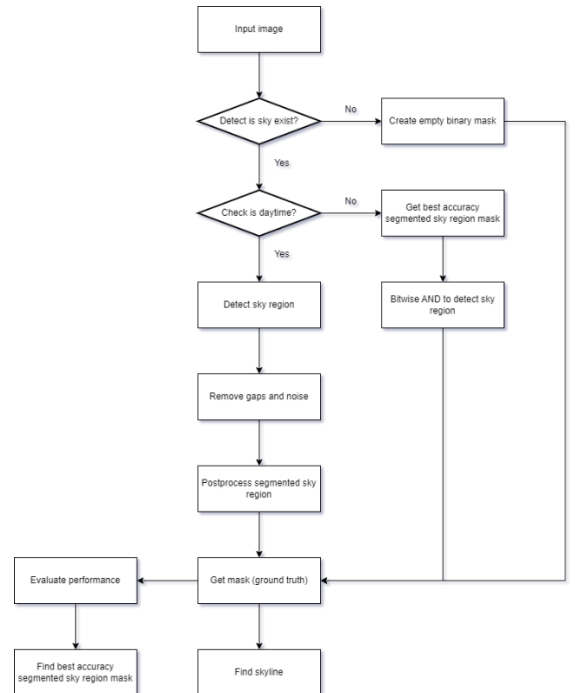 Input image
Detect is sky exist?
No
Create empty binary mask
Yes
Check is daytime?
No
Get best accuracy
segmented sky region mask
Yes
Detect sky region
Bitwise AND to detect sky
region
Remove gaps and noise
Postprocess segmented sky
region
Evaluate performance
Get mask (ground truth)
Find best accuracy
segmented sky region mask
Find skyline